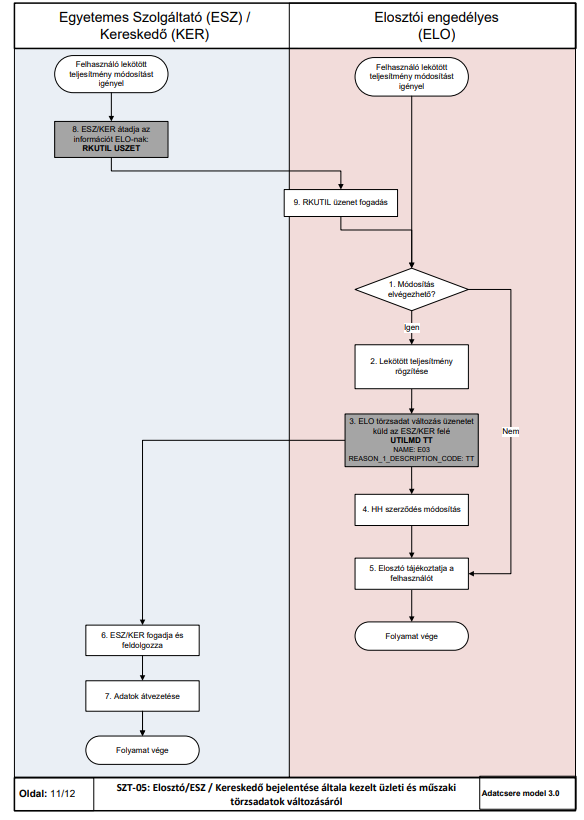 Egyetemes Szolgáltató (ESZ) /
Kereskedő (KER)
Elosztói engedélyes
(ELO)
Felhasználó lekötött
teljesítmény módosítást
igényel
Felhasználó lekötött
teljesítmény módosítást
igényel
8. ESZ/KER átadja az
információt ELO-nak:
RKUTIL USZET
9. RKUTIL üzenet fogadás
1. Módosítás
elvégezhető?
Igen
2. Lekötött teljesítmény
rögzítése
3. ELO törzsadat változás üzenetet
küld az ESZ/KER felé
UTILMD TT
NAME: E03
REASON_1_DESCRIPTION_CODE: TT
Nem
4. HH szerződés módosítás
5. Elosztó tájékoztatja a
felhasználót
6. ESZ/KER fogadja és
feldolgozza
Folyamat vége
7. Adatok átvezetése
Folyamat vége
Oldal: 11/12
SZT-05: Elosztó/ESZ / Kereskedő bejelentése általa kezelt üzleti és műszaki
törzsadatok változásáról
Adatcsere model 3.0